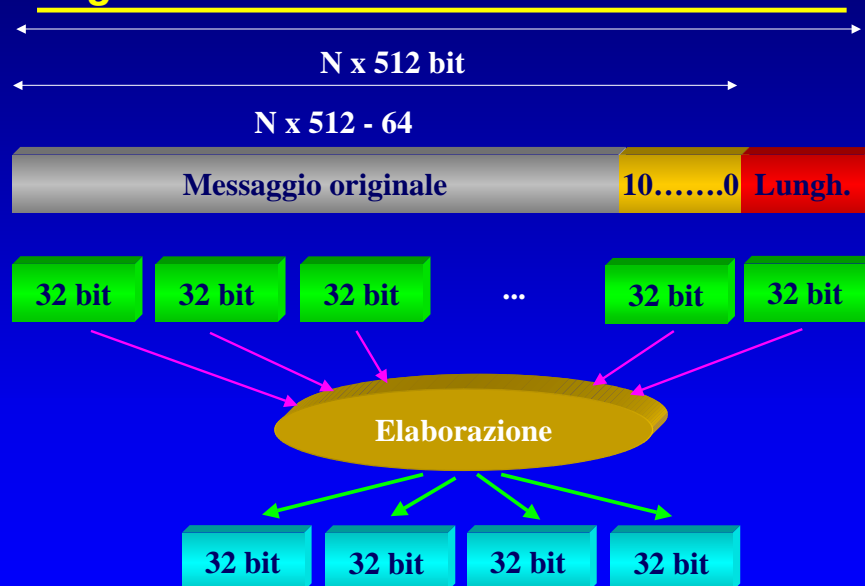 N x 512 bit
N x 512 - 64
Messaggio originale 10…….0 Lungh.
32 bit 32 bit 32 bit ... 32 bit 32 bit
Elaborazione
32 bit 32 bit 32 bit 32 bit